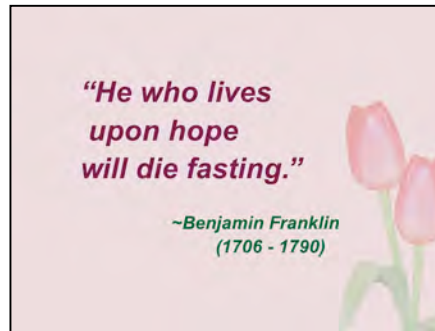 “He who lives
upon hope
will die fasting.”
~Benjamin Franklin
(1706 - 1790)